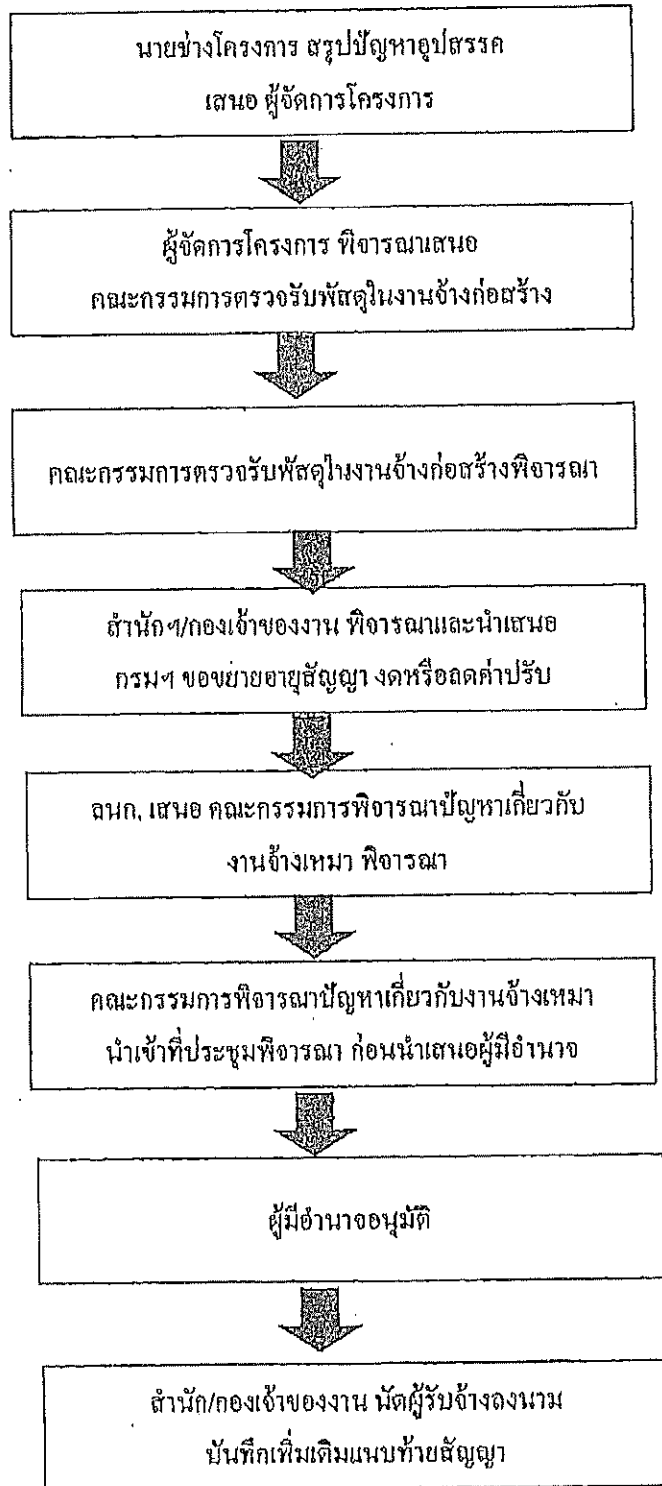 นายช่างโครงการ สรุปปัญหาอุปสรรค
เสนอ ผู้จัดการโครงการ
ผู้จัดการโครงการ พิจารณาเสนอ
คณะกรรมการตรวจรับพัสดุในงานจ้างก่อสร้าง
คณะกรรมการตรวจรับพัสดุในงานจ้างก่อสร้างพิจารณา
สำนักฯ/กองเจ้าของงาน พิจารณาและนำเสนอ
กรมฯ ขอขยายอายุสัญญา งดหรือลดค่าปรับ
ลนก. เสนอ คณะกรรมการพิจารณาปัญหาเกี่ยวกับ
งานจ้างเหมา พิจารณา
คณะกรรมการพิจารณาปัญหาเกี่ยวกับงานจ้างเหมา
นำเข้าที่ประชุมพิจารณา ก่อนนำเสนอผู้มีอำนาจ
ผู้มีอำนาจอนุมัติ
สำนัก/กองเจ้าของงาน นัดผู้รับจ้างลงนาม
บันทึกเพิ่มเติมแนบท้ายสัญญา